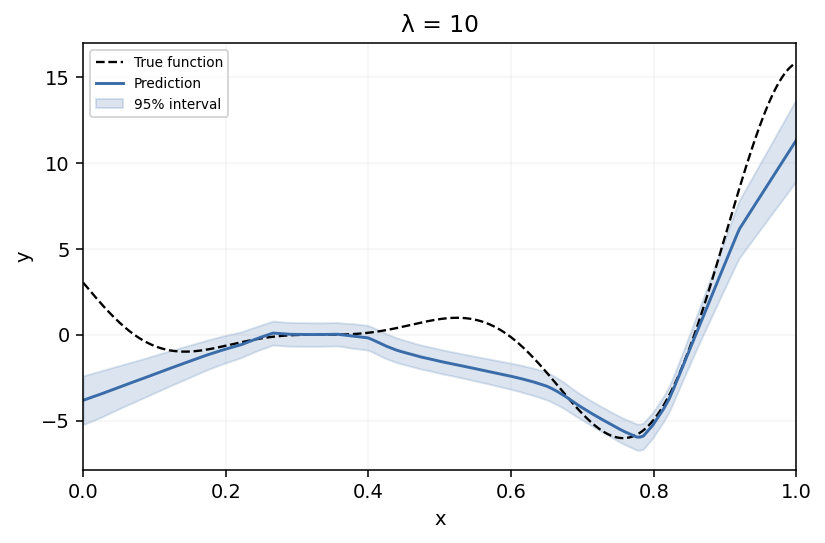 λ = 10
True function
Prediction
95% interval
15
10
5
0
−5
y
0.0 0.2 0.4 0.6 0.8 1.0
x